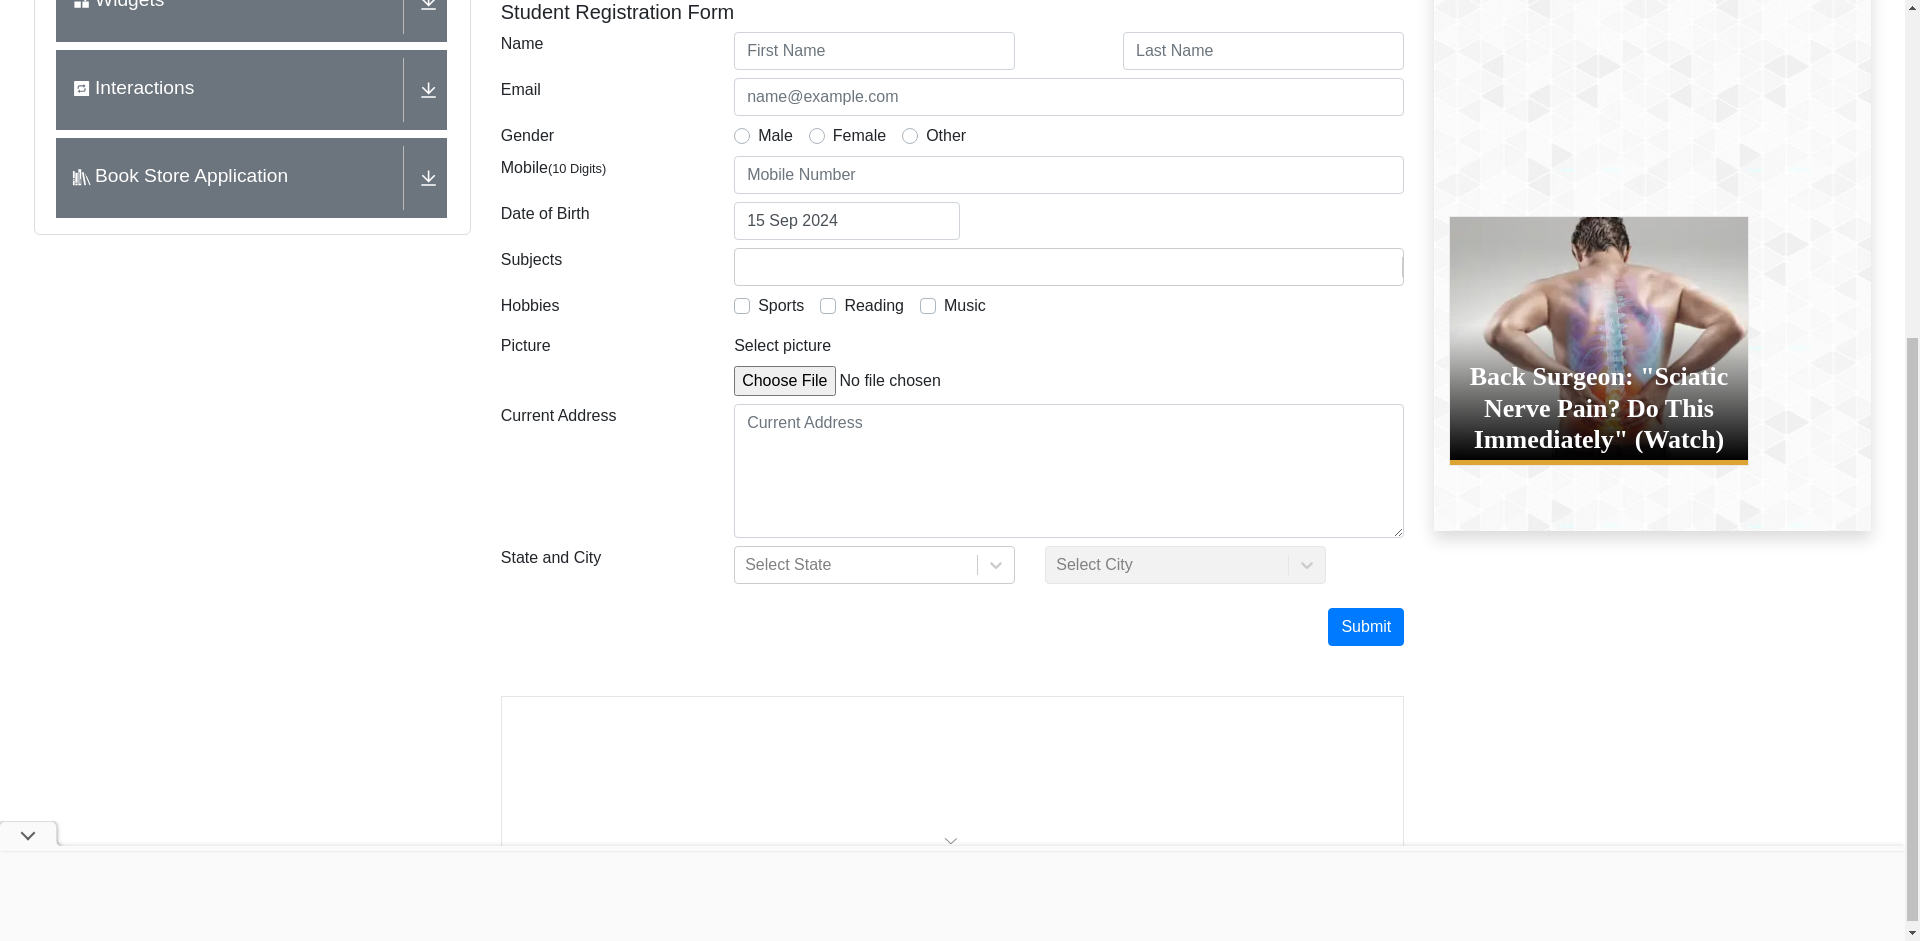 Widgets
Interactions
Book Store Application
Student Registration Form
Name
First Name
Last Name
Email
name@example.com
Gender
Male
Female
Other
Mobile(10 Digits)
Mobile Number
Date of Birth
15 Sep 2024
Subjects
Hobbies
Sports
Reading
Music
Picture
Select picture
Choose File No file chosen
Current Address
Current Address
State and City
Select State
Select City
Submit
Back Surgeon: "Sciatic
Nerve Pain? Do This
Immediately" (Watch)